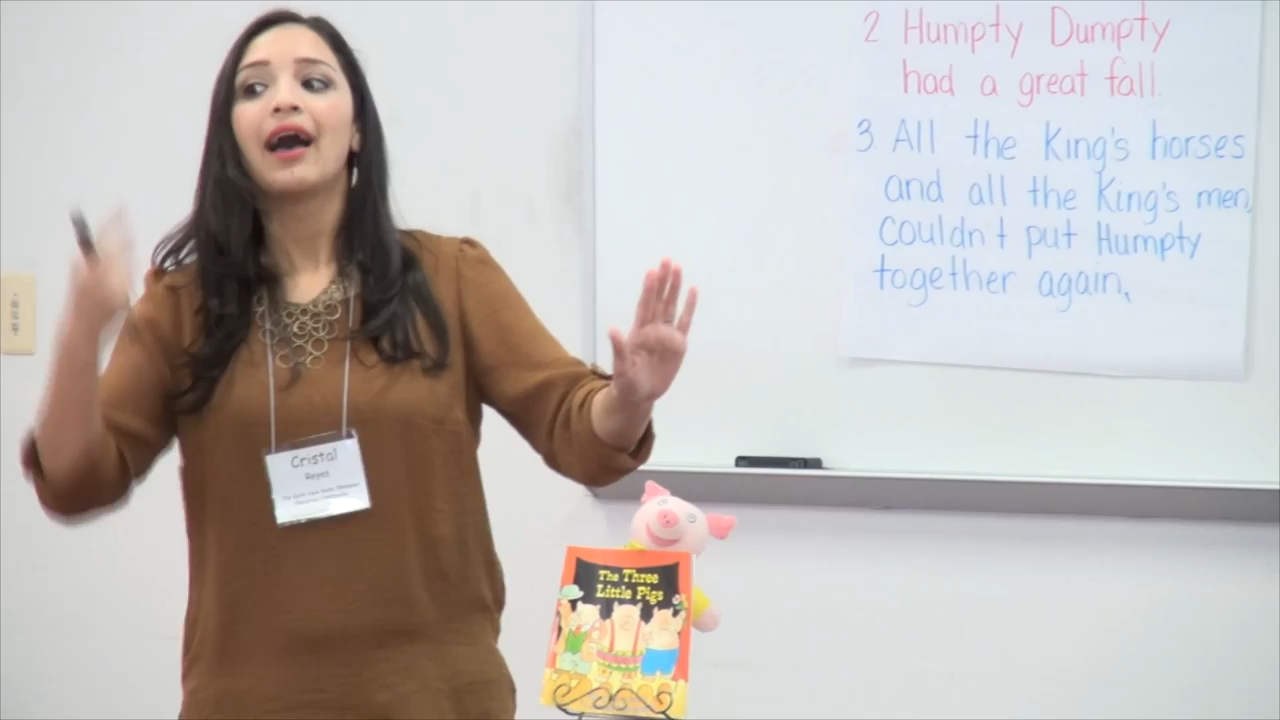 2 Humpty Dumpty
had a great fall.
3 All the King's horses
and all the King's men,
couldn't put Humpty
together again.
Cristal
Reyes
The Three
Little Pigs